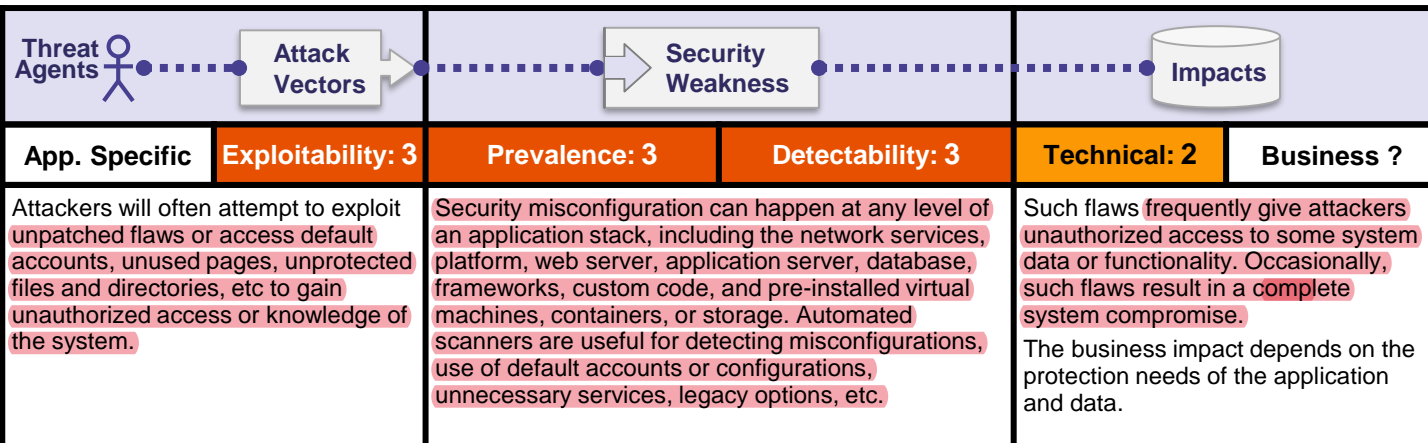 Threat
Agents
Attack
Vectors
Security
Weakness
Impacts
App. Specific
Exploitability: 3
Prevalence: 3
Detectability: 3
Technical: 2
Business ?
Attackers will often attempt to exploit
unpatched flaws or access default
accounts, unused pages, unprotected
files and directories, etc to gain
unauthorized access or knowledge of
the system.
Security misconfiguration can happen at any level of
an application stack, including the network services,
platform, web server, application server, database,
frameworks, custom code, and pre-installed virtual
machines, containers, or storage. Automated
scanners are useful for detecting misconfigurations,
use of default accounts or configurations,
unnecessary services, legacy options, etc.
Such flaws frequently give attackers
unauthorized access to some system
data or functionality. Occasionally,
such flaws result in a complete
system compromise.
The business impact depends on the
protection needs of the application
and data.